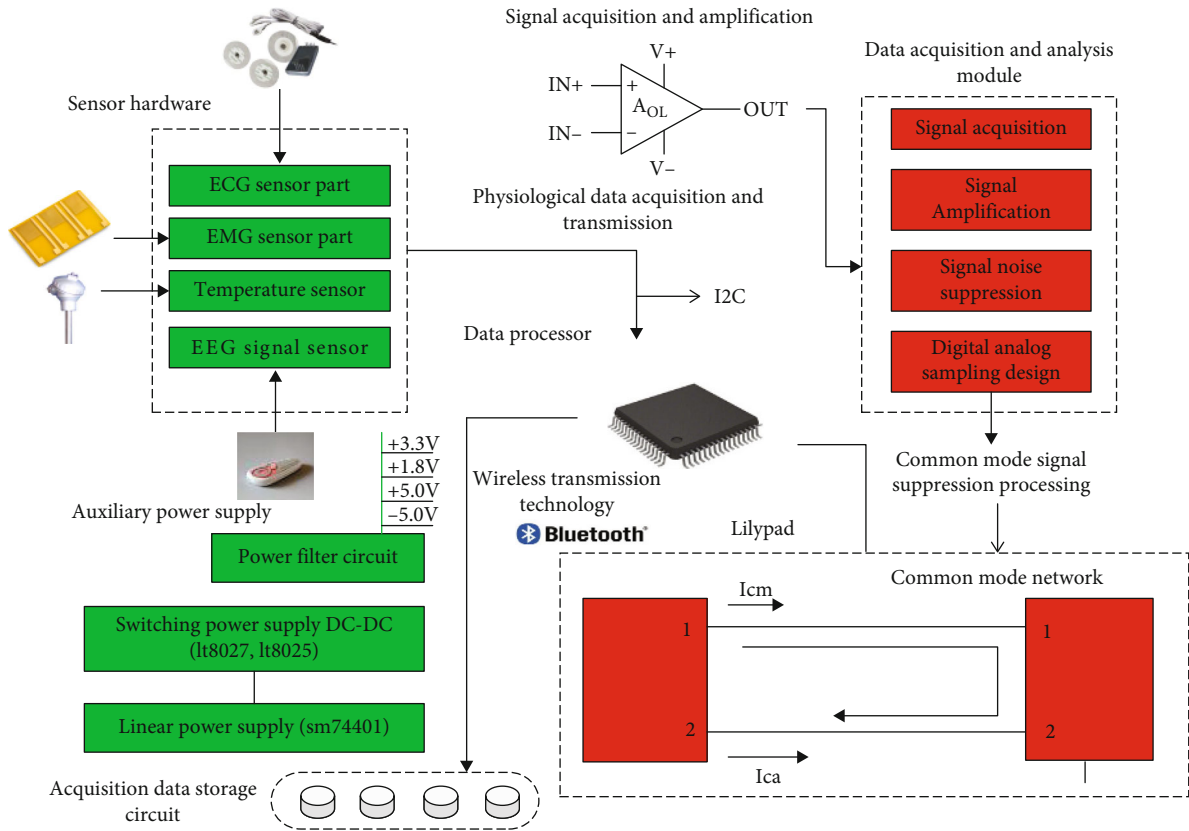 Signal acquisition and amplification
V+
IN+
+
A_OL
OUT
IN–
–
V–
Data acquisition and analysis
module
Signal acquisition
Signal
Amplification
Signal noise
suppression
Digital analog
sampling design
Sensor hardware
ECG sensor part
EMG sensor part
Temperature sensor
EEG signal sensor
Physiological data acquisition and
transmission
I2C
Data processor
+3.3V
+1.8V
+5.0V
–5.0V
Auxiliary power supply
Power filter circuit
Switching power supply DC-DC
(lt8027, lt8025)
Linear power supply (sm74401)
Wireless transmission
technology
Bluetooth®
Lilypad
Common mode signal
suppression processing
Common mode network
Icm
1
1
2
2
Ica
Acquisition data storage
circuit